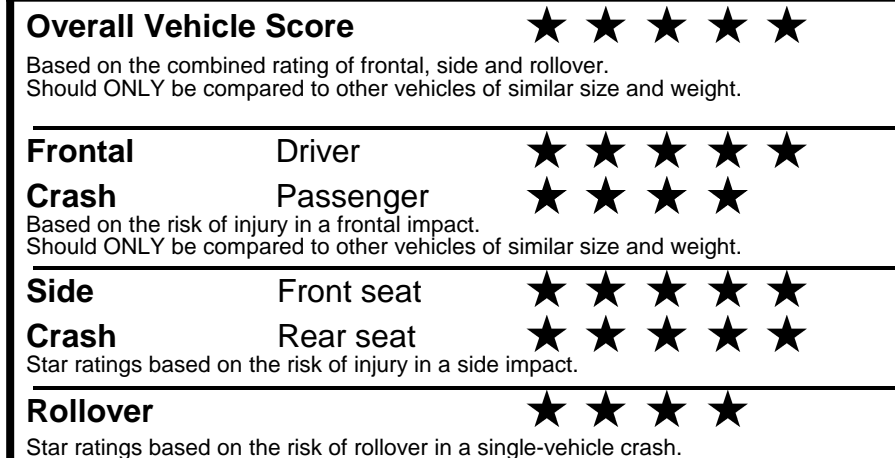 Overall Vehicle Score ★ ★ ★ ★ ★
Based on the combined rating of frontal, side and rollover.
Should ONLY be compared to other vehicles of similar size and weight.
Frontal Driver ★ ★ ★ ★ ★
Crash Passenger ★ ★ ★ ★
Based on the risk of injury in a frontal impact.
Should ONLY be compared to other vehicles of similar size and weight.
Side Front seat ★ ★ ★ ★ ★
Crash Rear seat ★ ★ ★ ★ ★
Star ratings based on the risk of injury in a side impact.
Rollover ★ ★ ★ ★
Star ratings based on the risk of rollover in a single-vehicle crash.